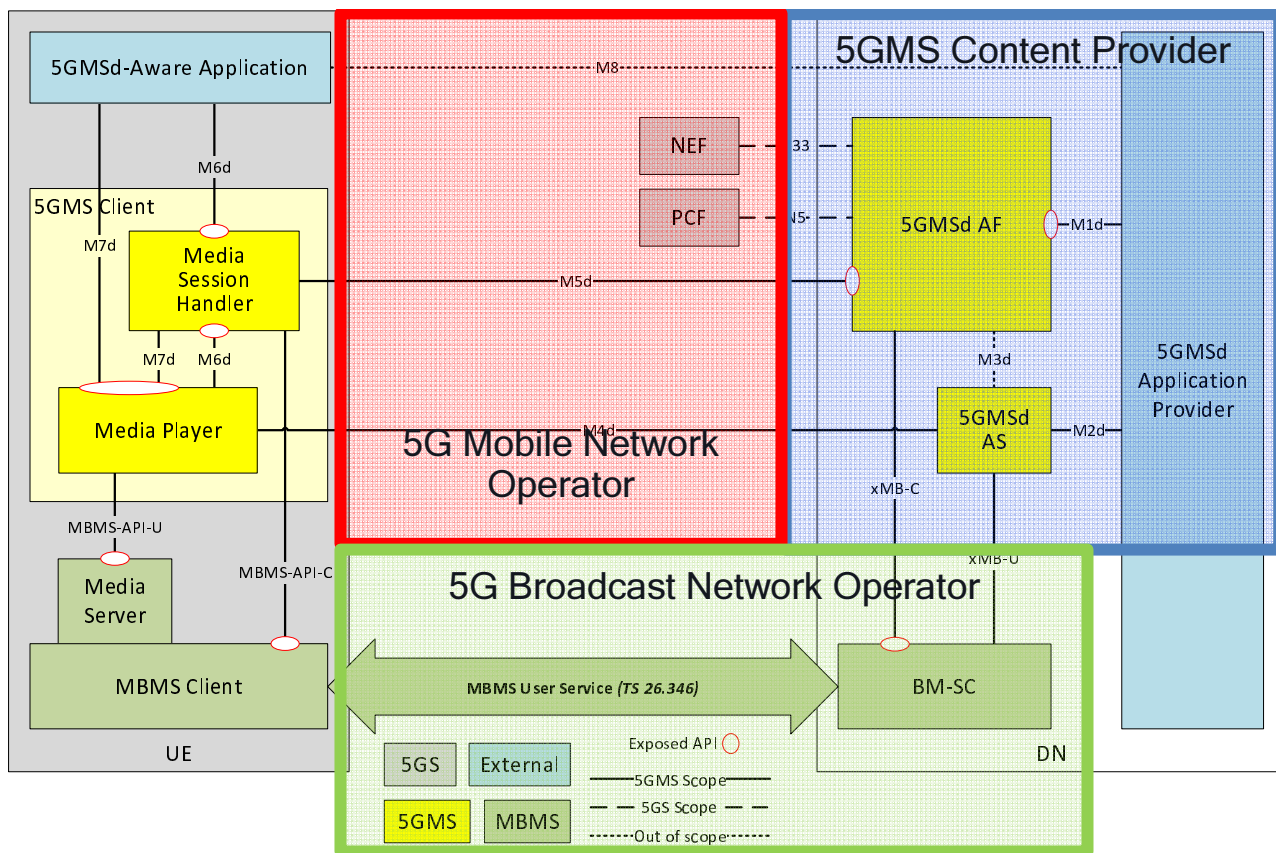 5GMSd-Aware Application
M8
5GMS Content Provider
NEF
33
PCF
N5
M6d
5GMS Client
M7d
Media
Session
Handler
M5d
5GMSd AF
M1d
M7d
M6d
M3d
5GMSd
Application
Provider
Media Player
M4d
5G Mobile Network
Operator
5GMSd
AS
M2d
xMB-C
MBMS-API-U
MBMS-API-C
xMB-U
Media
Server
5G Broadcast Network Operator
MBMS Client
MBMS User Service (TS 26.346)
BM-SC
UE
DN
Exposed API
5GS
External
5GMS Scope
5GS Scope
5GMS
MBMS
Out of scope